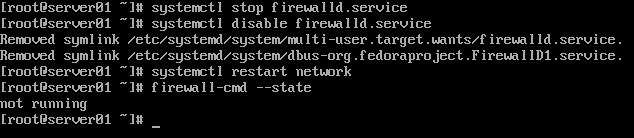 [root@server01 ~]# systemctl stop firewalld.service
[root@server01 ~]# systemctl disable firewalld.service
Removed symlink /etc/systemd/system/multi-user.target.wants/firewalld.service.
Removed symlink /etc/systemd/system/dbus-org.fedoraproject.FirewallD1.service.
[root@server01 ~]# systemctl restart network
[root@server01 ~]# firewall-cmd --state
not running
[root@server01 ~]# _